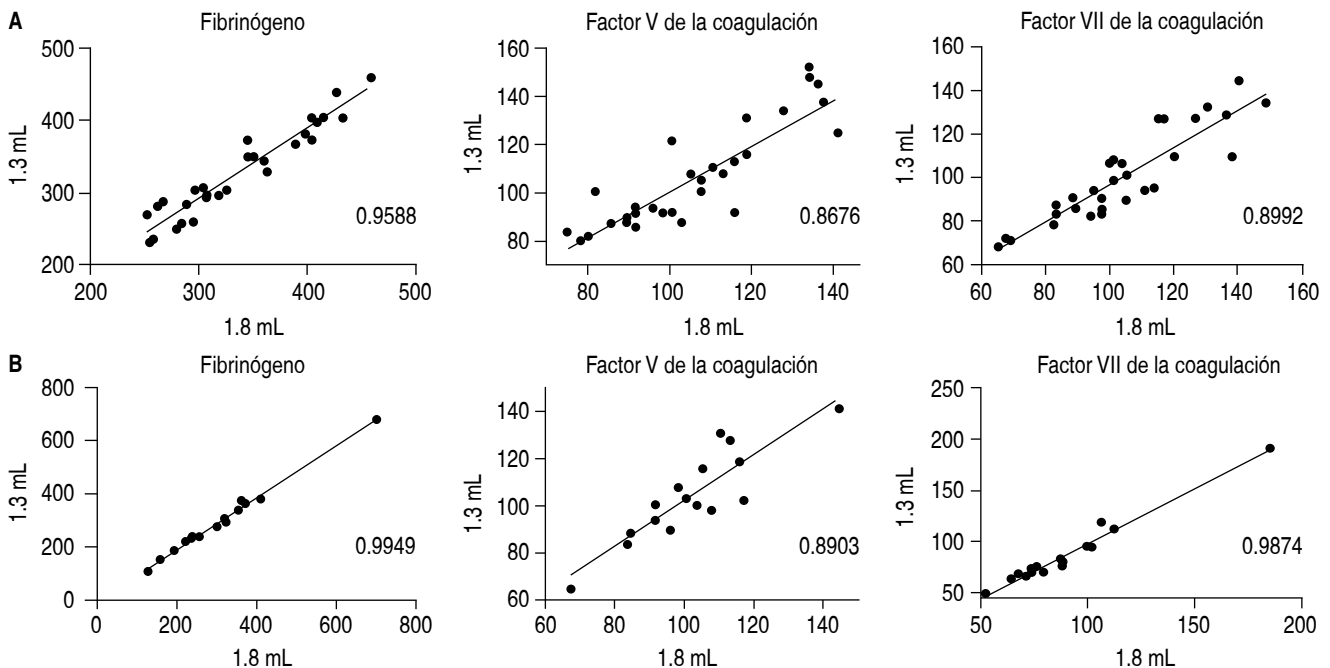 A
Fibrinógeno
500
400
300
200
200 300 400 500
1.3 mL
1.8 mL
0.9588
Factor V de la coagulación
160
140
120
100
80
80 100 120 140
1.3 mL
1.8 mL
0.8676
Factor VII de la coagulación
160
140
120
100
80
60
60 80 100 120 140 160
1.3 mL
1.8 mL
0.8992
B
Fibrinógeno
800
600
400
200
0
0 200 400 600 800
1.3 mL
1.8 mL
0.9949
Factor V de la coagulación
140
120
100
80
60
60 80 100 120 140
1.3 mL
1.8 mL
0.8903
Factor VII de la coagulación
250
200
150
100
50
50 100 150 200
1.3 mL
1.8 mL
0.9874